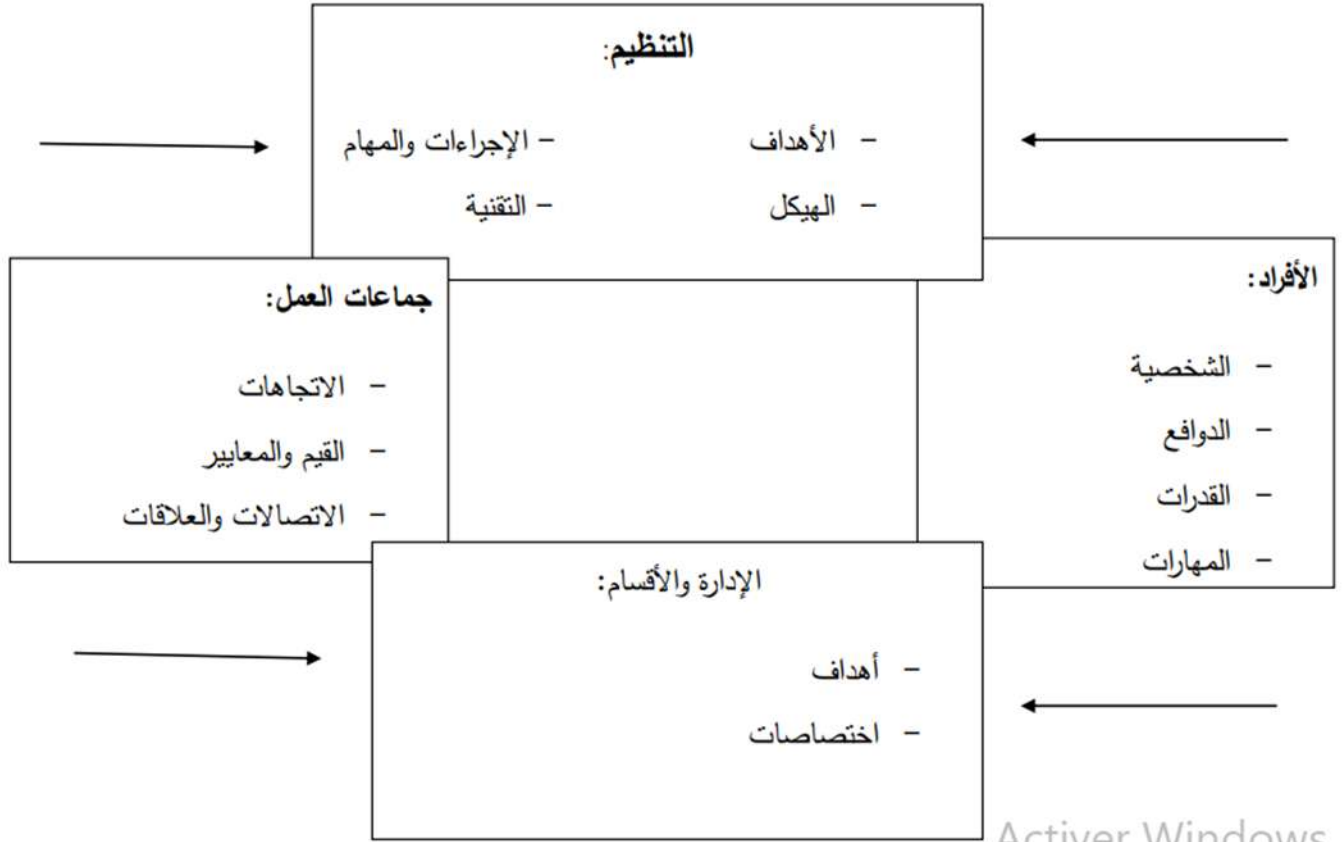 التنظيم:
- الأهداف
- الإجراءات والمهام
- الهيكل
- التقنية
الأفراد:
- الشخصية
- الدوافع
- القدرات
- المهارات
جماعات العمل:
- الاتجاهات
- القيم والمعايير
- الاتصالات والعلاقات
الإدارة والأقسام:
- أهداف
- اختصاصات
Activer Windows